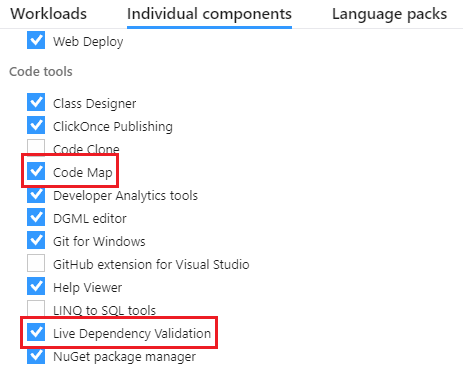 Workloads Individual components Language packs
Web Deploy
Code tools
Class Designer
ClickOnce Publishing
Code Clone
Code Map
Developer Analytics tools
DGML editor
Git for Windows
GitHub extension for Visual Studio
Help Viewer
LINQ to SQL tools
Live Dependency Validation
NuGet package manager